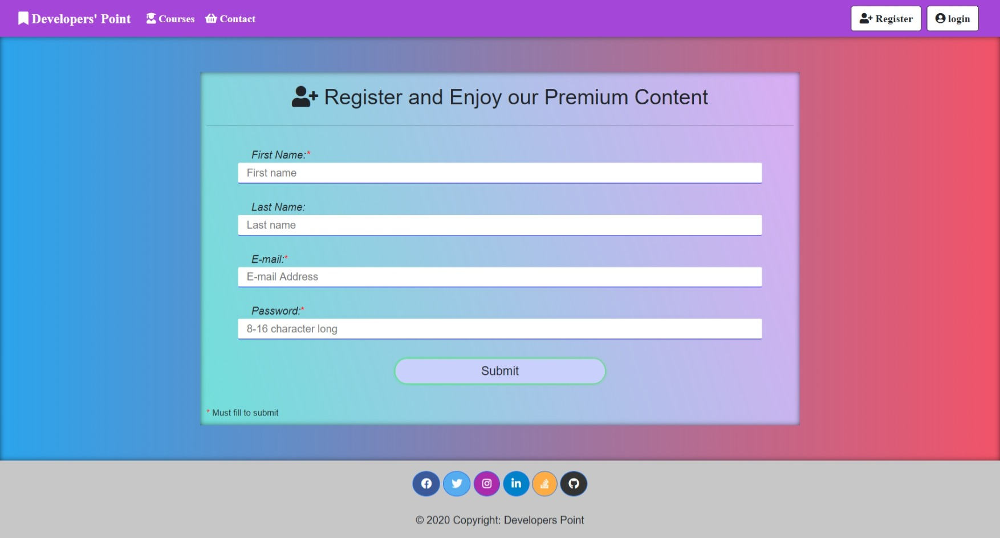 Developers' Point Courses Contact Register login
Register and Enjoy our Premium Content
First Name:*
First name
Last Name:
Last name
E-mail:*
E-mail Address
Password:*
8-16 character long
Submit
* Must fill to submit
© 2020 Copyright: Developers Point